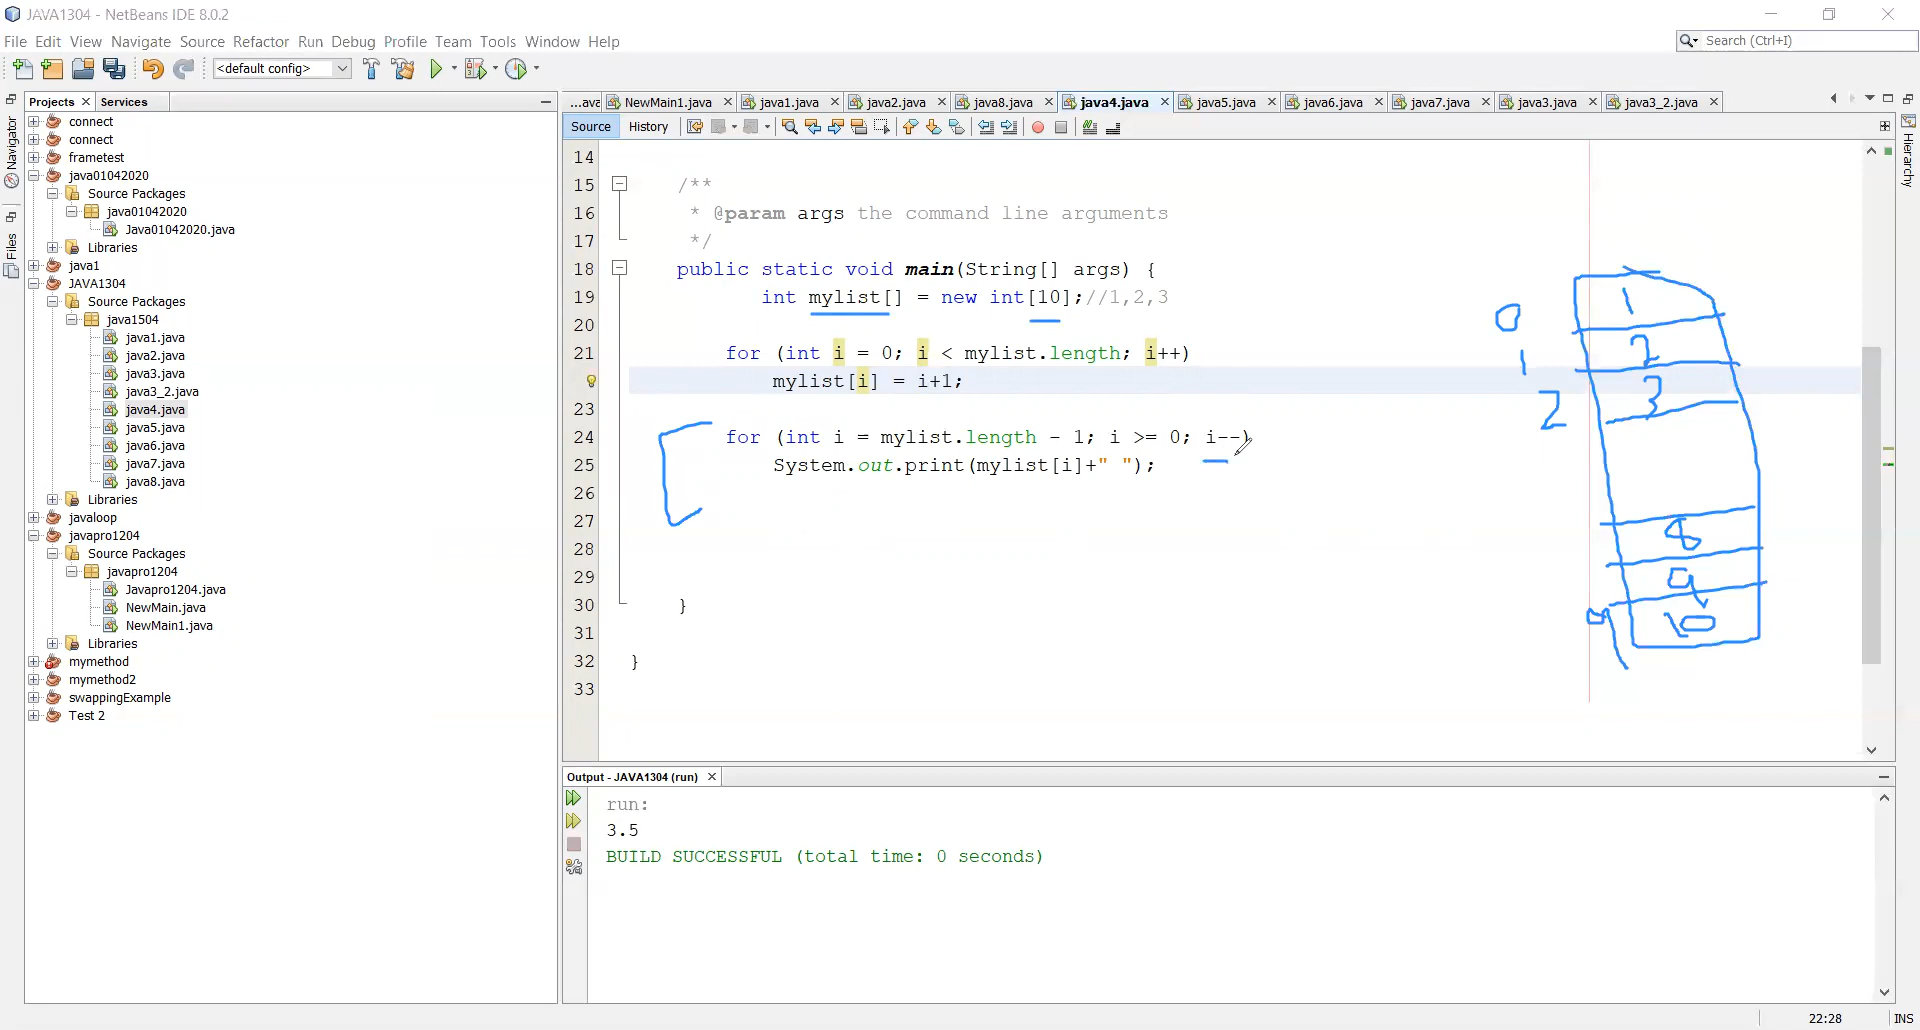 JAVA1304 - NetBeans IDE 8.0.2
File Edit View Navigate Source Refactor Run Debug Profile Team Tools Window Help
Search (Ctrl+I)
<default config>
Projects Services
...ava NewMain1.java java1.java java2.java java8.java java4.java java5.java java6.java java7.java java3.java java3_2.java
Source History
Navigator
Files
Hierarchy
connect
connect
frametest
java01042020
Source Packages
java01042020
Java01042020.java
Libraries
java1
JAVA1304
Source Packages
java1504
java1.java
java2.java
java3.java
java3_2.java
java4.java
java5.java
java6.java
java7.java
java8.java
Libraries
javaloop
javapro1204
Source Packages
javapro1204
Javapro1204.java
NewMain.java
NewMain1.java
Libraries
mymethod
mymethod2
swappingExample
Test 2
14
15 /**
16 * @param args the command line arguments
17 */
18 public static void main(String[] args) {
19 int mylist[] = new int[10];//1,2,3
20
21 for (int i = 0; i < mylist.length; i++)
mylist[i] = i+1;
23
24 for (int i = mylist.length - 1; i >= 0; i--)
25 System.out.print(mylist[i]+" ");
26
27
28
29
30 }
31
32 }
33
0 1
1 2
2 3
8
9
9 10
Output - JAVA1304 (run)
run:
3.5
BUILD SUCCESSFUL (total time: 0 seconds)
22:28 INS